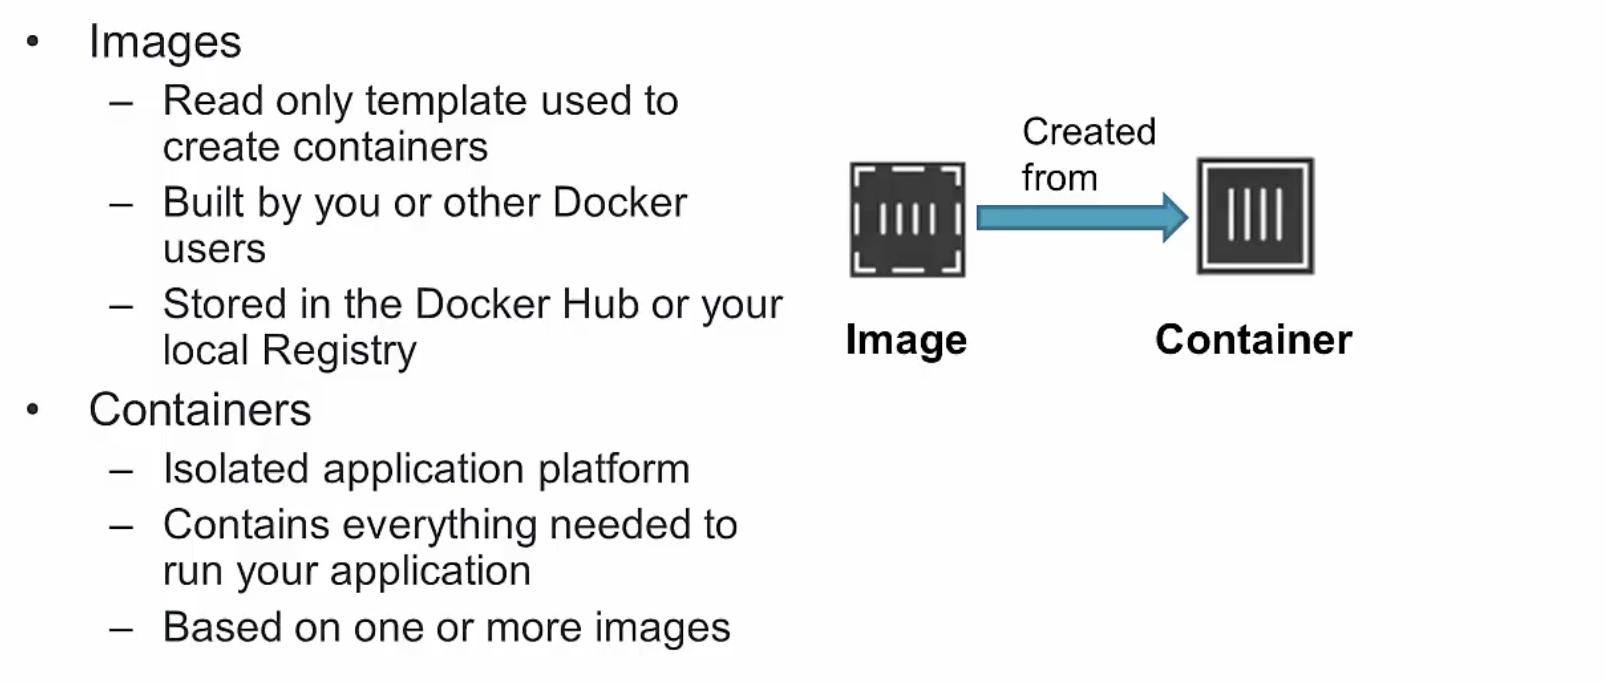 • Images
– Read only template used to
create containers
– Built by you or other Docker
users
– Stored in the Docker Hub or your
local Registry
• Containers
– Isolated application platform
– Contains everything needed to
run your application
– Based on one or more images
Created
from
Image
Container